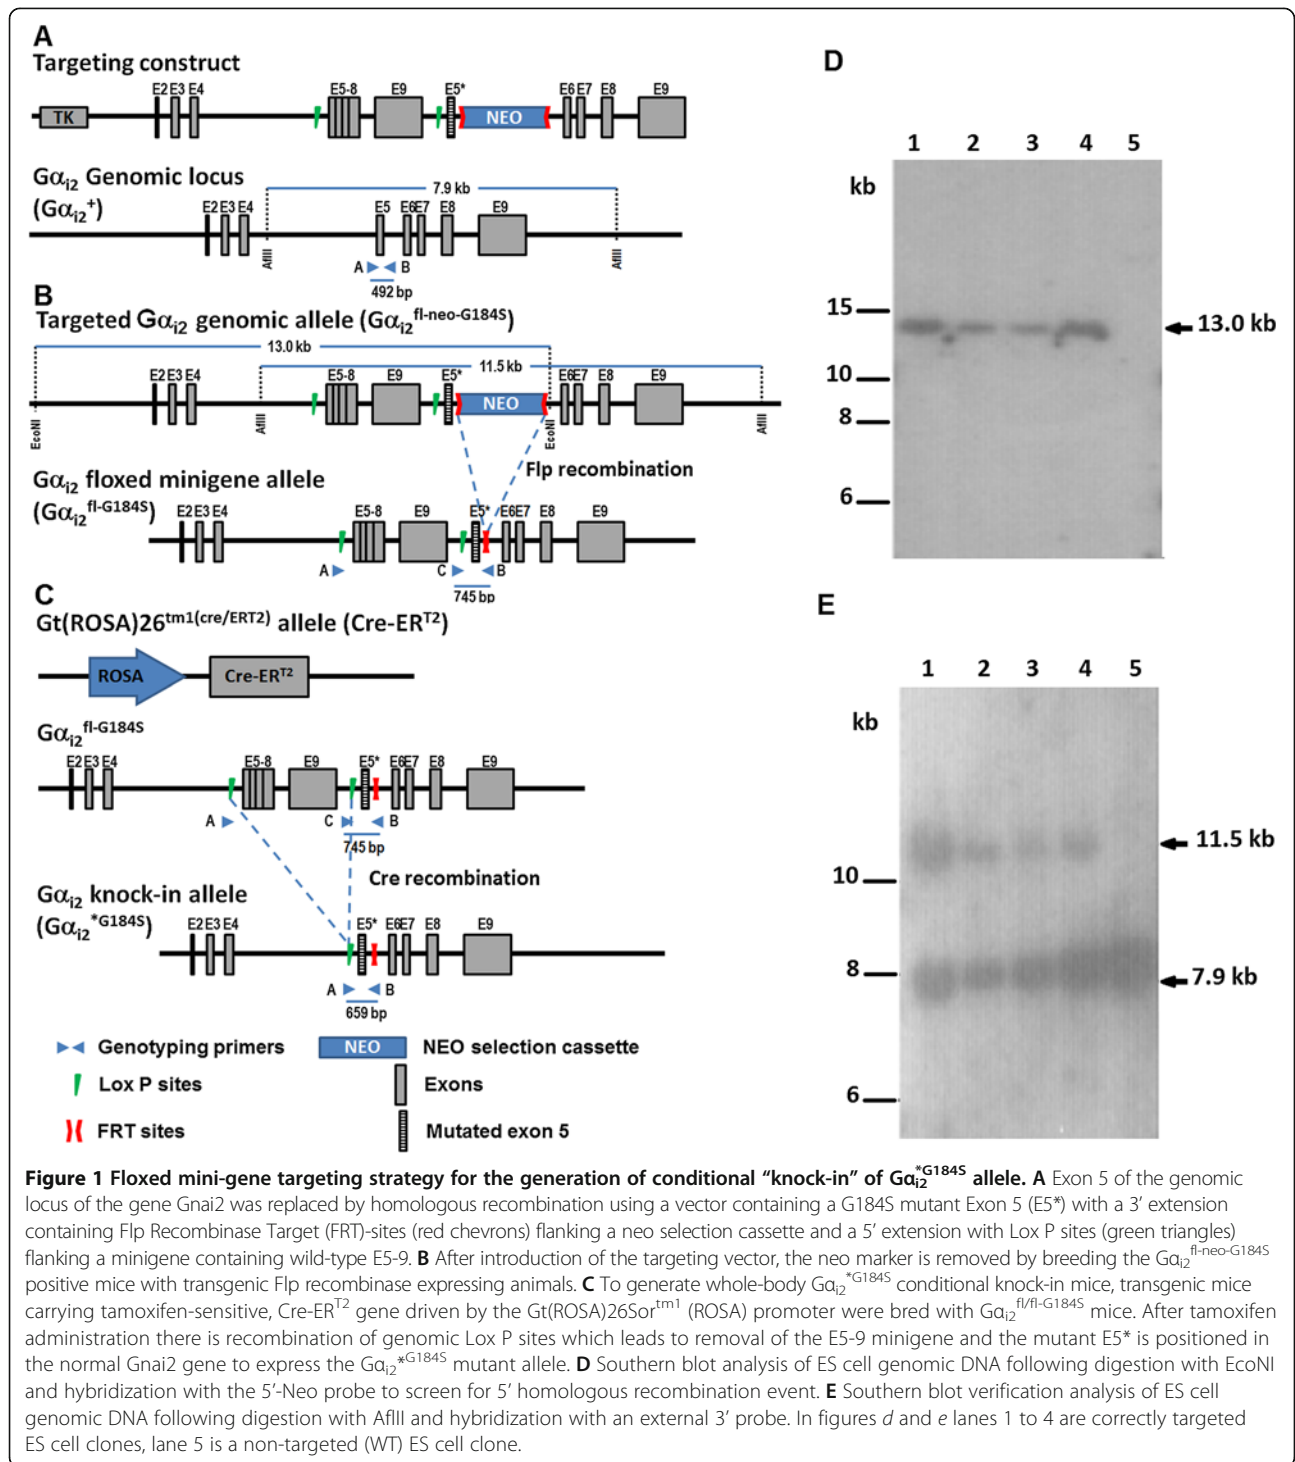 A
Targeting construct
TK E2 E3 E4 E5-8 E9 E5* NEO E6 E7 E8 E9
Gαi2 Genomic locus
(Gαi2+)
7.9 kb
E2 E3 E4 E5 E6 E7 E8 E9
AflII AflII
A B
492 bp
B
Targeted Gαi2 genomic allele (Gαi2fl-neo-G184S)
13.0 kb
11.5 kb
E2 E3 E4 E5-8 E9 E5* NEO E6 E7 E8 E9
EcoNI AflII EcoNI AflII
Flp recombination
Gαi2 floxed minigene allele
(Gαi2fl-G184S)
E2 E3 E4 E5-8 E9 E5* E6 E7 E8 E9
A C B
745 bp
C
Gt(ROSA)26tm1(cre/ERT2) allele (Cre-ERT2)
ROSA Cre-ERT2
Gαi2fl-G184S
E2 E3 E4 E5-8 E9 E5* E6 E7 E8 E9
A C B
745 bp
Cre recombination
Gαi2 knock-in allele
(Gαi2*G184S)
E2 E3 E4 E5* E6 E7 E8 E9
A B
659 bp
Genotyping primers NEO NEO selection cassette
Lox P sites Exons
FRT sites Mutated exon 5
D
1 2 3 4 5
kb
15
13.0 kb
10
8
6
E
1 2 3 4 5
kb
11.5 kb
10
8
7.9 kb
6
Figure 1 Floxed mini-gene targeting strategy for the generation of conditional “knock-in” of Gαi2*G184S allele. A Exon 5 of the genomic
locus of the gene Gnai2 was replaced by homologous recombination using a vector containing a G184S mutant Exon 5 (E5*) with a 3′ extension
containing Flp Recombinase Target (FRT)-sites (red chevrons) flanking a neo selection cassette and a 5′ extension with Lox P sites (green triangles)
flanking a minigene containing wild-type E5-9. B After introduction of the targeting vector, the neo marker is removed by breeding the Gαi2fl-neo-G184S
positive mice with transgenic Flp recombinase expressing animals. C To generate whole-body Gαi2*G184S conditional knock-in mice, transgenic mice
carrying tamoxifen-sensitive, Cre-ERT2 gene driven by the Gt(ROSA)26Sortm1 (ROSA) promoter were bred with Gαi2fl/fl-G184S mice. After tamoxifen
administration there is recombination of genomic Lox P sites which leads to removal of the E5-9 minigene and the mutant E5* is positioned in
the normal Gnai2 gene to express the Gαi2*G184S mutant allele. D Southern blot analysis of ES cell genomic DNA following digestion with EcoNI
and hybridization with the 5′-Neo probe to screen for 5′ homologous recombination event. E Southern blot verification analysis of ES cell
genomic DNA following digestion with AflII and hybridization with an external 3′ probe. In figures d and e lanes 1 to 4 are correctly targeted
ES cell clones, lane 5 is a non-targeted (WT) ES cell clone.